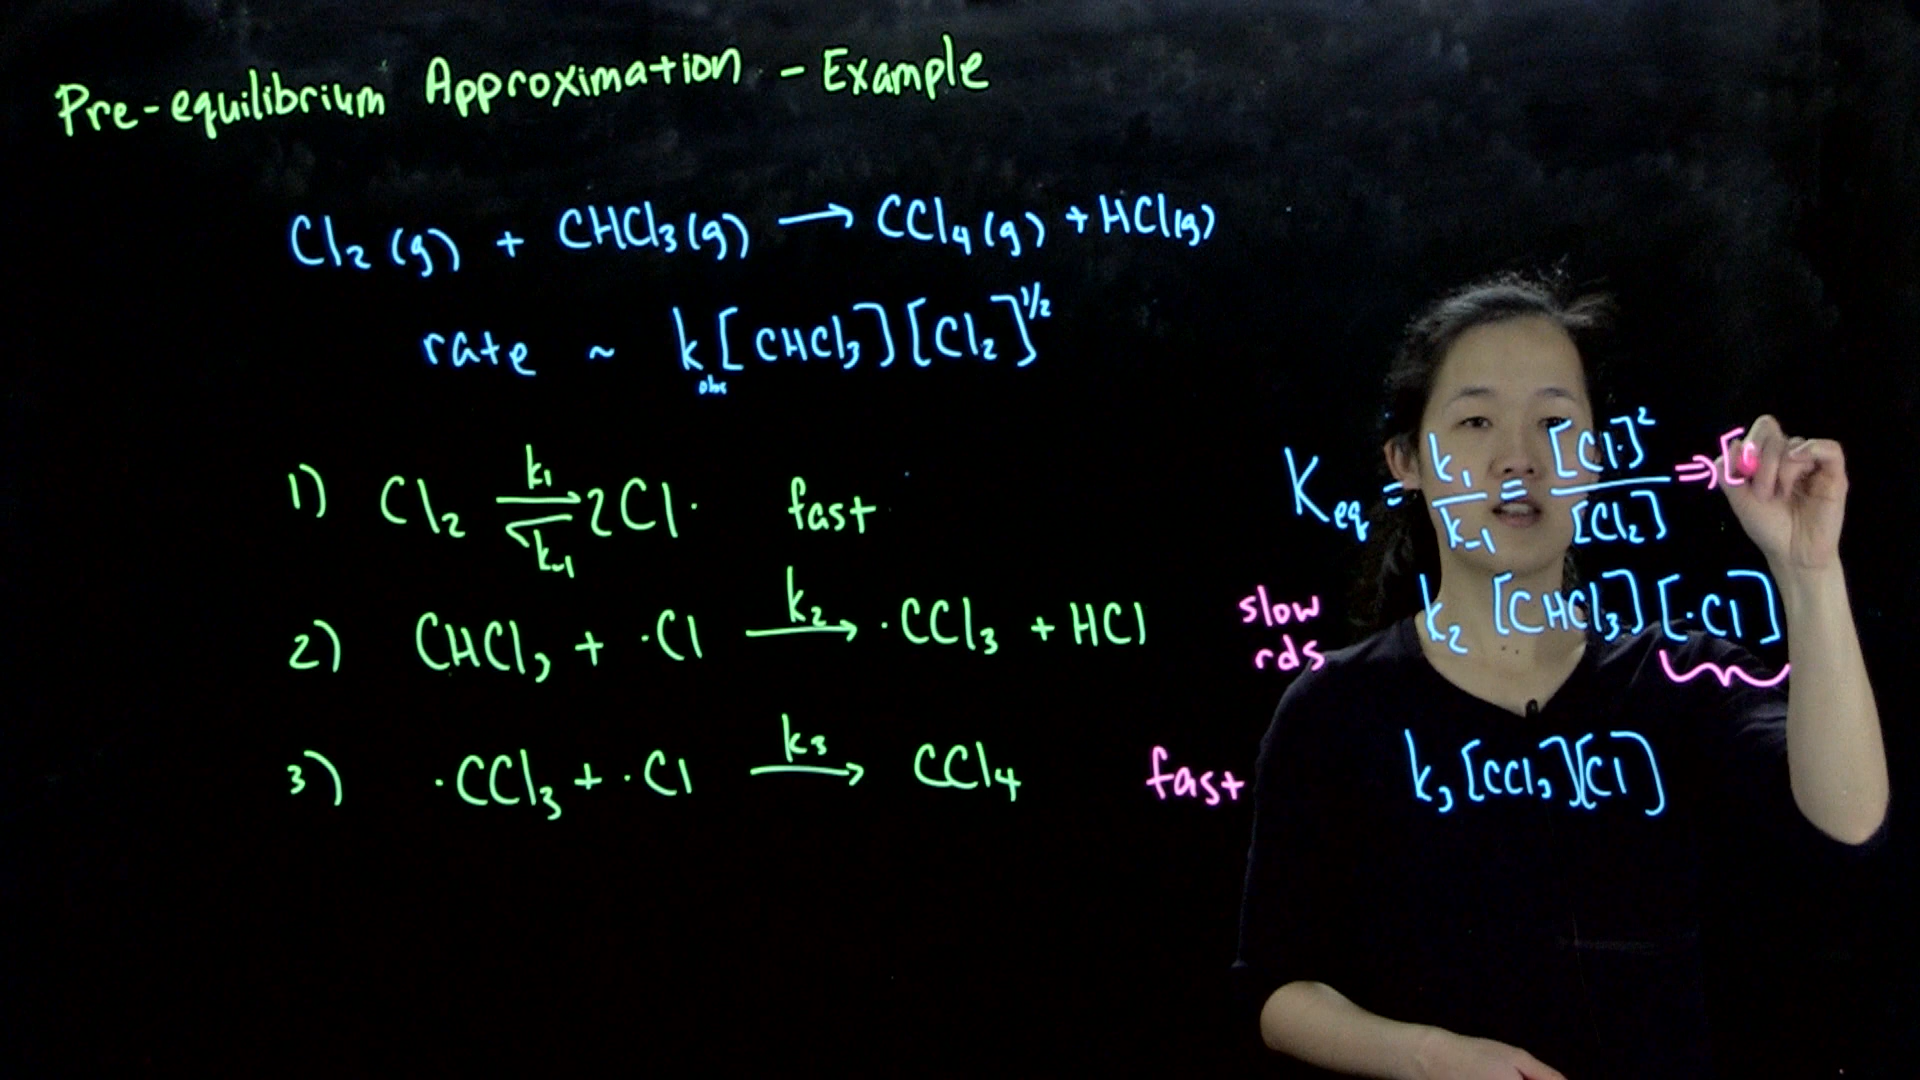 Pre-equilibrium Approximation - Example
Cl₂(g) + CHCl₃(g) → CCl₄(g) + HCl(g)
rate ~ k_obs[CHCl₃][Cl₂]^1/2
1) Cl₂ ⇌ 2Cl· fast
k₁
k₋₁
K_eq = k₁/k₋₁ = [Cl·]²/[Cl₂] ⇒ [
2) CHCl₃ + ·Cl →(k₂) ·CCl₃ + HCl slow k₂ [CHCl₃][·Cl]
rds
3) ·CCl₃ + ·Cl →(k₃) CCl₄ fast k₃[CCl₃][Cl]